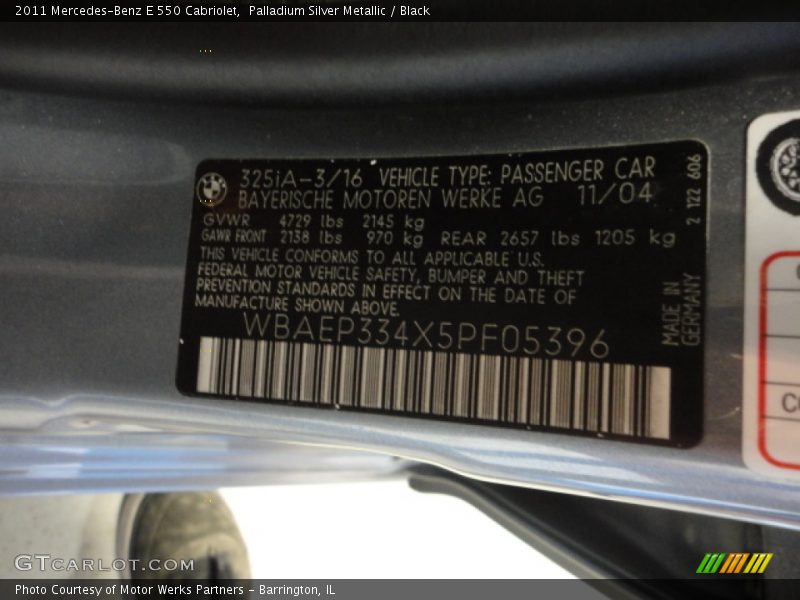 2011 Mercedes-Benz E 550 Cabriolet,  Palladium Silver Metallic / Black
325iA-3/16 VEHICLE TYPE: PASSENGER CAR
BAYERISCHE MOTOREN WERKE AG 11/04
GVWR 4729 lbs 2145 kg
GAWR FRONT 2138 lbs 970 kg REAR 2657 lbs 1205 kg
THIS VEHICLE CONFORMS TO ALL APPLICABLE U.S.
FEDERAL MOTOR VEHICLE SAFETY, BUMPER AND THEFT
PREVENTION STANDARDS IN EFFECT ON THE DATE OF
MANUFACTURE SHOWN ABOVE.
WBAEP334X5PF05396
2 122 606
MADE IN
GERMANY
BMW
GTCARLOT.COM
Photo Courtesy of Motor Werks Partners - Barrington, IL